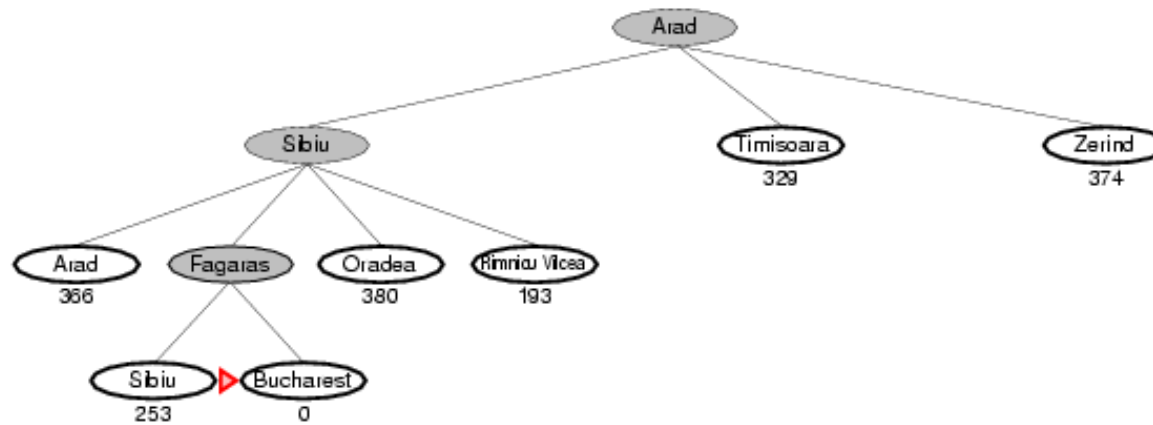 Arad
Sibiu
Timisoara
Zerind
329
374
Arad
Fagaras
Oradea
Rimnicu Vilcea
366
380
193
Sibiu
Bucharest
253
0